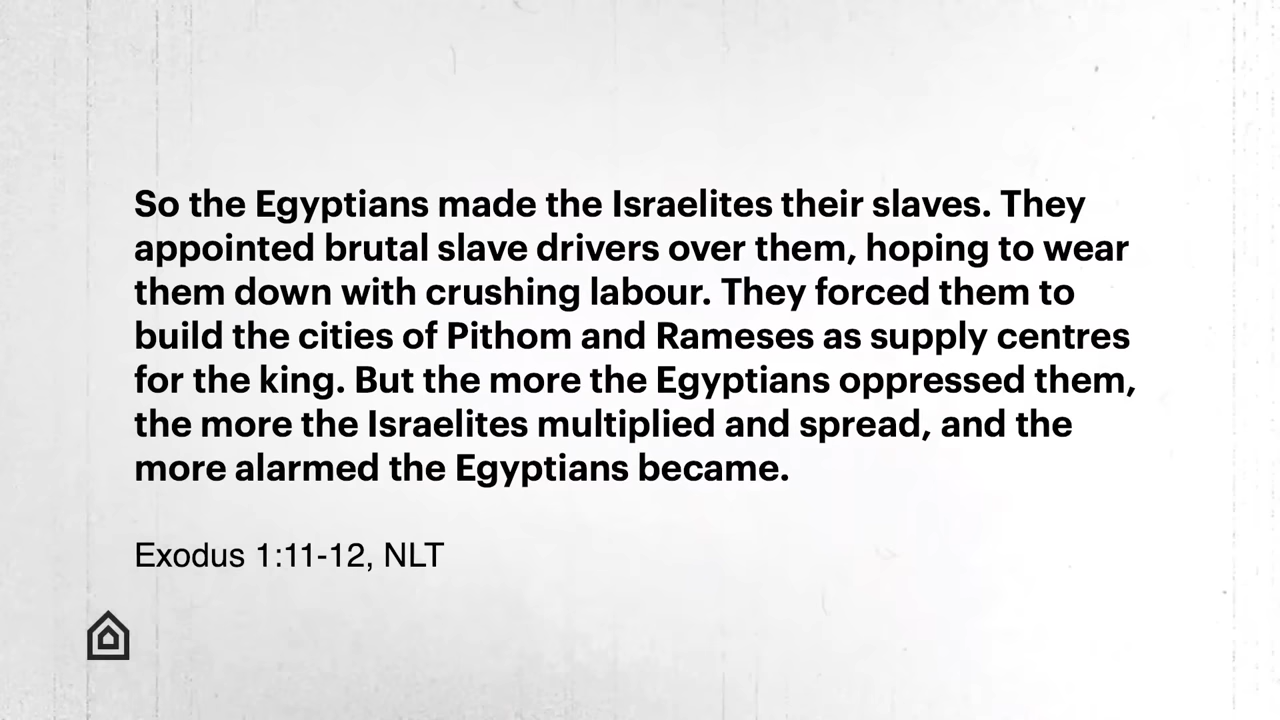 So the Egyptians made the Israelites their slaves. They
appointed brutal slave drivers over them, hoping to wear
them down with crushing labour. They forced them to
build the cities of Pithom and Rameses as supply centres
for the king. But the more the Egyptians oppressed them,
the more the Israelites multiplied and spread, and the
more alarmed the Egyptians became.
Exodus 1:11-12, NLT